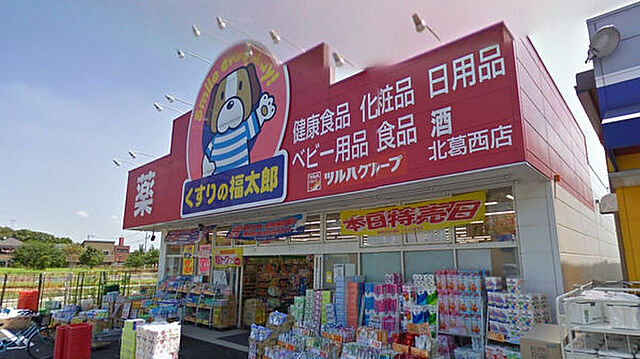 Smile
薬
くすりの福太郎
健康食品 化粧品 日用品
ベビー用品 食品 酒
ツルハグループ 北葛西店
本日特売日